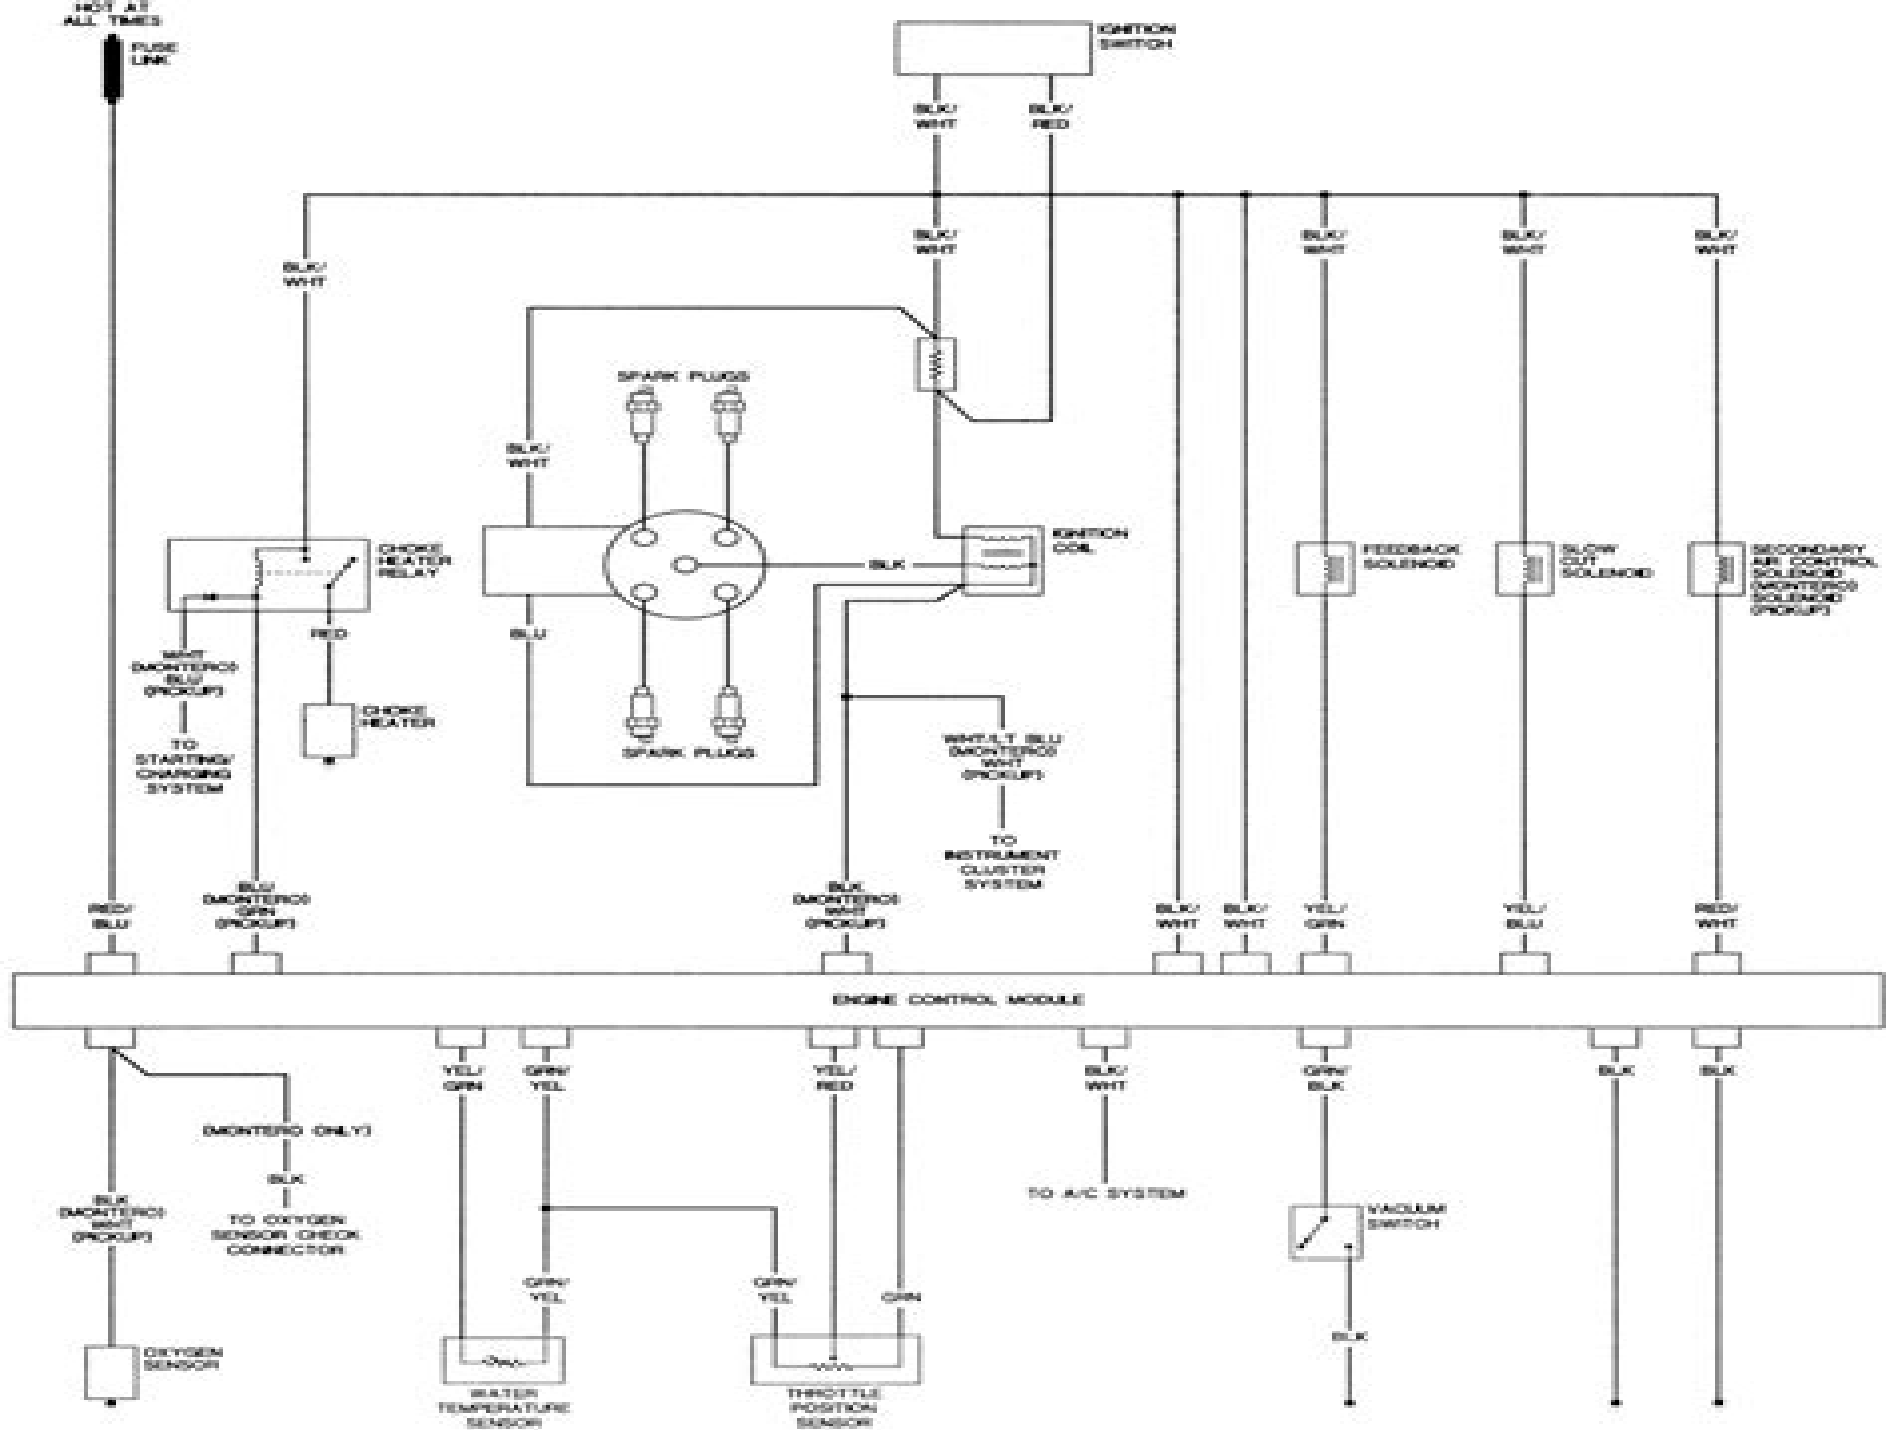 HOT AT
ALL TIMES
FUSE
LINK
IGNITION
SWITCH
BLK/
WHT
BLK/
RED
BLK/
WHT
BLK/
WHT
BLK/
WHT
BLK/
WHT
BLK/
WHT
SPARK PLUGS
BLK/
WHT
CHOKE
HEATER
RELAY
BLK
IGNITION
COIL
FEEDBACK
SOLENOID
SLOW
CUT
SOLENOID
SECONDARY
AIR CONTROL
SOLENOID
(MONTERO)
SOLENOID
(PICKUP)
RED
BLU
WHT
(MONTERO)
BLU
(PICKUP)
TO
STARTING/
CHARGING
SYSTEM
CHOKE
HEATER
SPARK PLUGS
WHT/LT BLU
(MONTERO)
WHT
(PICKUP)
TO
INSTRUMENT
CLUSTER
SYSTEM
RED/
BLU
BLU
(MONTERO)
GRN
(PICKUP)
BLK
(MONTERO)
WHT
(PICKUP)
BLK/
WHT
BLK/
WHT
YEL/
GRN
YEL/
BLU
RED/
WHT
ENGINE CONTROL MODULE
YEL/
GRN
GRN/
YEL
YEL/
RED
BLK/
WHT
GRN/
BLK
BLK
BLK
(MONTERO ONLY)
BLK
TO OXYGEN
SENSOR CHECK
CONNECTOR
BLK
(MONTERO)
WHT
(PICKUP)
TO A/C SYSTEM
VACUUM
SWITCH
GRN/
YEL
GRN/
YEL
GRN
BLK
OXYGEN
SENSOR
WATER
TEMPERATURE
SENSOR
THROTTLE
POSITION
SENSOR